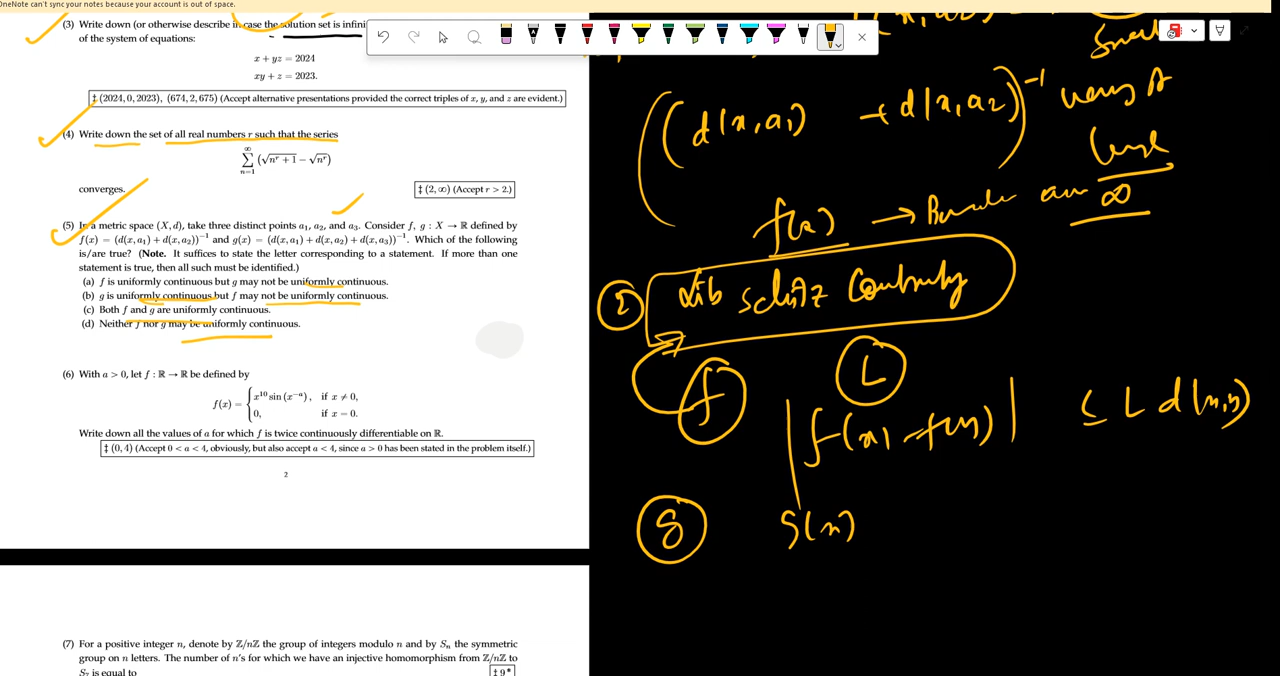 OneNote can't sync your notes because your account is out of space.
(3) Write down (or otherwise describe in case the solution set is infini
of the system of equations:
x + yz = 2024
xy + z = 2023.
‡ (2024, 0, 2023), (674, 2, 675) (Accept alternative presentations provided the correct triples of x, y, and z are evident.)
(4) Write down the set of all real numbers r such that the series
∑_{n=1}^{∞} (√(n^r + 1) − √(n^r))
converges.
‡ (2, ∞) (Accept r > 2.)
(5) In a metric space (X, d), take three distinct points a₁, a₂, and a₃. Consider f, g : X → ℝ defined by
f(x) = (d(x, a₁) + d(x, a₂))⁻¹ and g(x) = (d(x, a₁) + d(x, a₂) + d(x, a₃))⁻¹. Which of the following
is/are true? (Note. It suffices to state the letter corresponding to a statement. If more than one
statement is true, then all such must be identified.)
(a) f is uniformly continuous but g may not be uniformly continuous.
(b) g is uniformly continuous but f may not be uniformly continuous.
(c) Both f and g are uniformly continuous.
(d) Neither f nor g may be uniformly continuous.
(6) With a > 0, let f : ℝ → ℝ be defined by
f(x) = { x¹⁰ sin (x⁻ᵃ), if x ≠ 0,
0, if x = 0.
Write down all the values of a for which f is twice continuously differentiable on ℝ.
‡ (0, 4) (Accept 0 < a < 4, obviously, but also accept a < 4, since a > 0 has been stated in the problem itself.)
2
(7) For a positive integer n, denote by ℤ/nℤ the group of integers modulo n and by Sₙ the symmetric
group on n letters. The number of n's for which we have an injective homomorphism from ℤ/nℤ to
S₇ is equal to
‡ 9*
((d(x, a₁) + d(x, a₂))⁻¹
f(x) →
∞
② Lib schitz Continuity
L
f
|f(x) - f(y)| ≤ L d(x, y)
⑧ S(n)